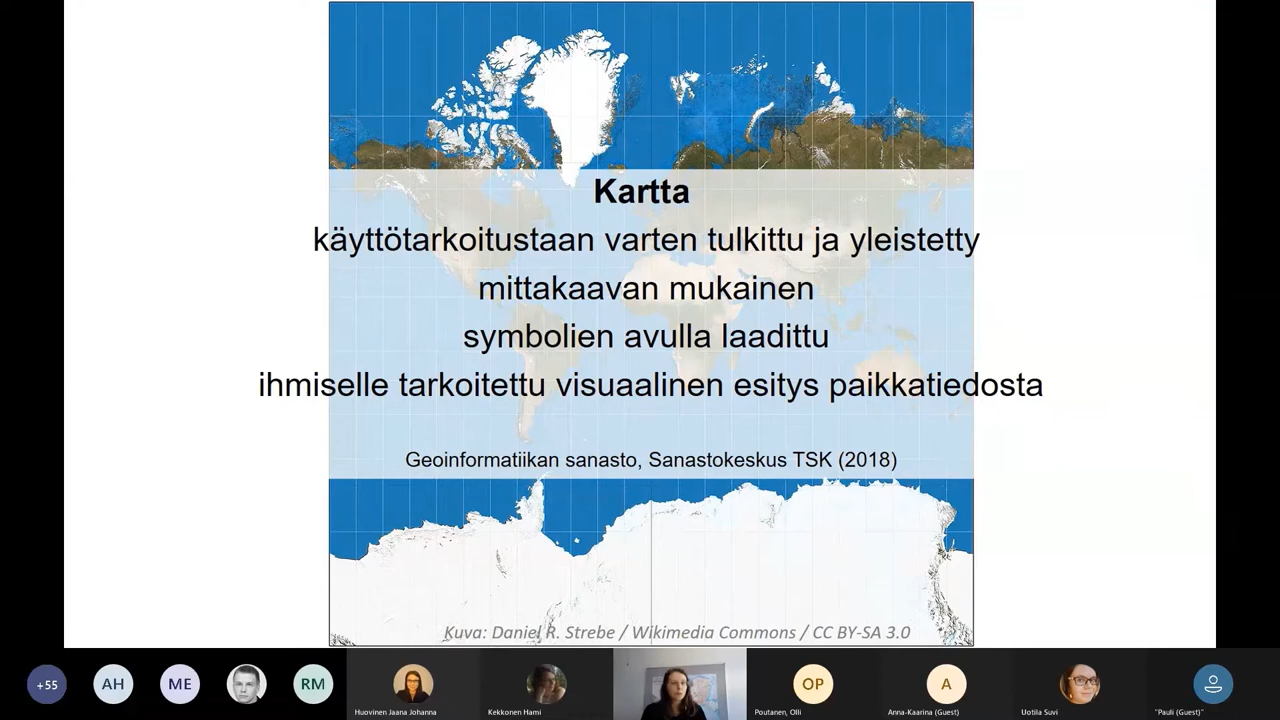 Kartta
käyttötarkoitustaan varten tulkittu ja yleistetty
mittakaavan mukainen
symbolien avulla laadittu
ihmiselle tarkoitettu visuaalinen esitys paikkatiedosta
Geoinformatiikan sanasto, Sanastokeskus TSK (2018)
Kuva: Daniel R. Strebe / Wikimedia Commons / CC BY-SA 3.0
+55
AH
ME
RM
OP
A
Huovinen Jaana Johanna
Kekkonen Hami
Poutanen, Olli
Anna-Kaarina (Guest)
Uotila Suvi
"Pauli (Guest)"